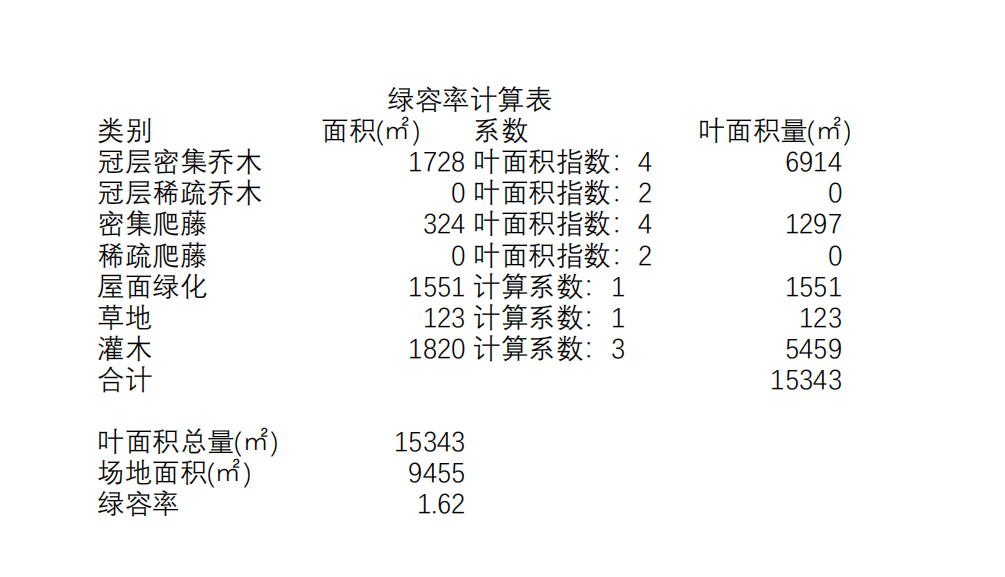 绿容率计算表
类别 面积(㎡) 系数 叶面积量(㎡)
冠层密集乔木 1728 叶面积指数：4 6914
冠层稀疏乔木 0 叶面积指数：2 0
密集爬藤 324 叶面积指数：4 1297
稀疏爬藤 0 叶面积指数：2 0
屋面绿化 1551 计算系数：1 1551
草地 123 计算系数：1 123
灌木 1820 计算系数：3 5459
合计 15343
叶面积总量(㎡) 15343
场地面积(㎡) 9455
绿容率 1.62